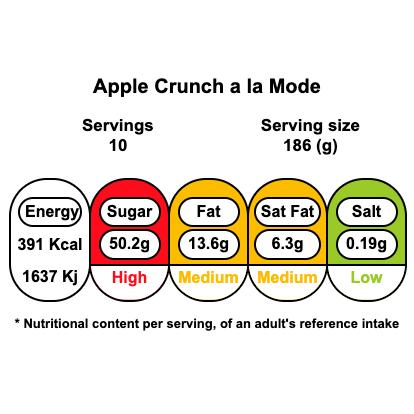 Apple Crunch a la Mode
Servings
10
Serving size
186 (g)
Energy Sugar Fat Sat Fat Salt
391 Kcal 50.2g 13.6g 6.3g 0.19g
1637 Kj High Medium Medium Low
* Nutritional content per serving, of an adult's reference intake